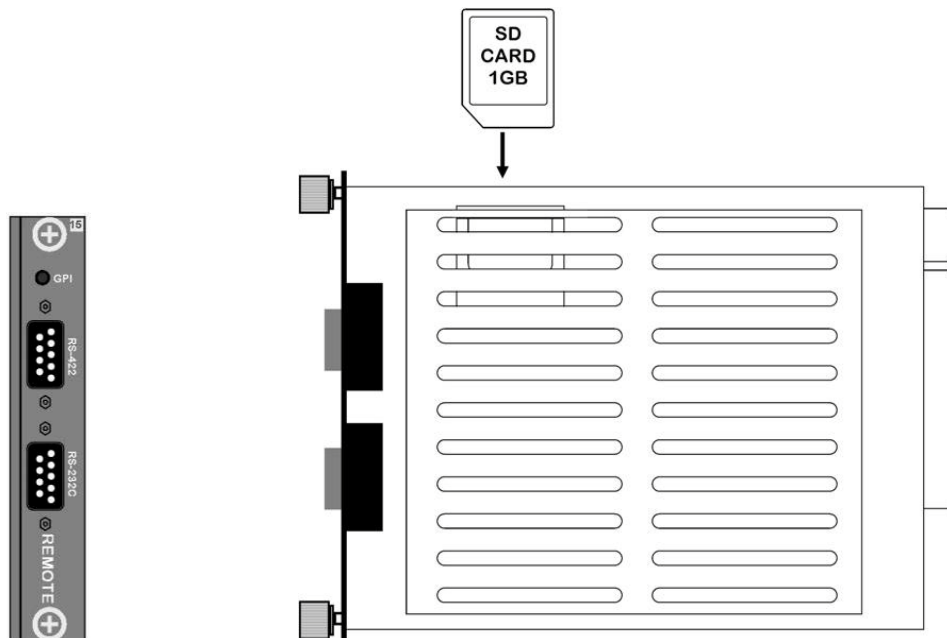 SD
CARD
1GB
15
GPI
RS-422
RS-232C
REMOTE